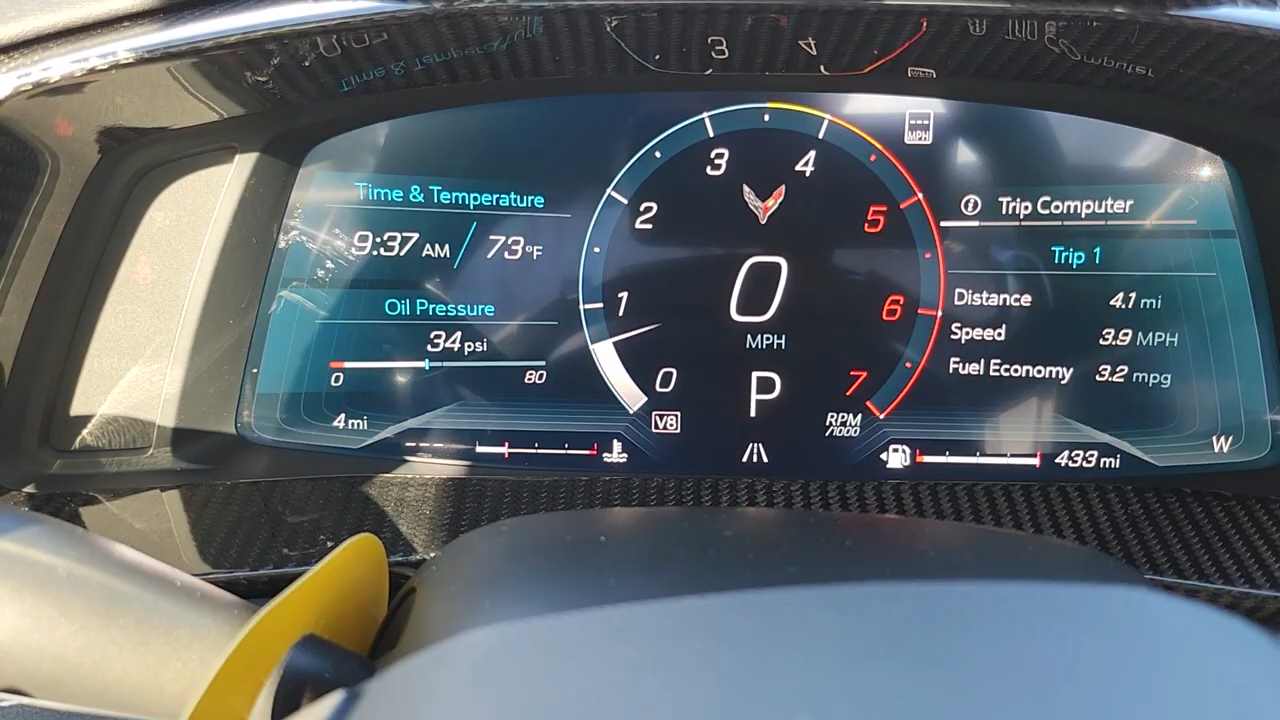 Time & Temperature
9:37 AM / 73°F
Oil Pressure
34 psi
0 80
4 mi
---
0 1 2 3 4 5 6 7
V8
0
MPH
P
RPM
/1000
---
MPH
Trip Computer
Trip 1
Distance 4.1 mi
Speed 3.9 MPH
Fuel Economy 3.2 mpg
433 mi
W